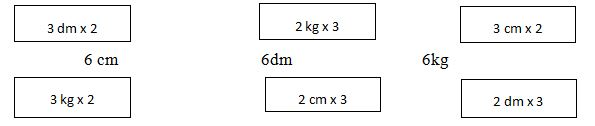 3 dm x 2 2 kg x 3 3 cm x 2
6 cm 6dm 6kg
3 kg x 2 2 cm x 3 2 dm x 3